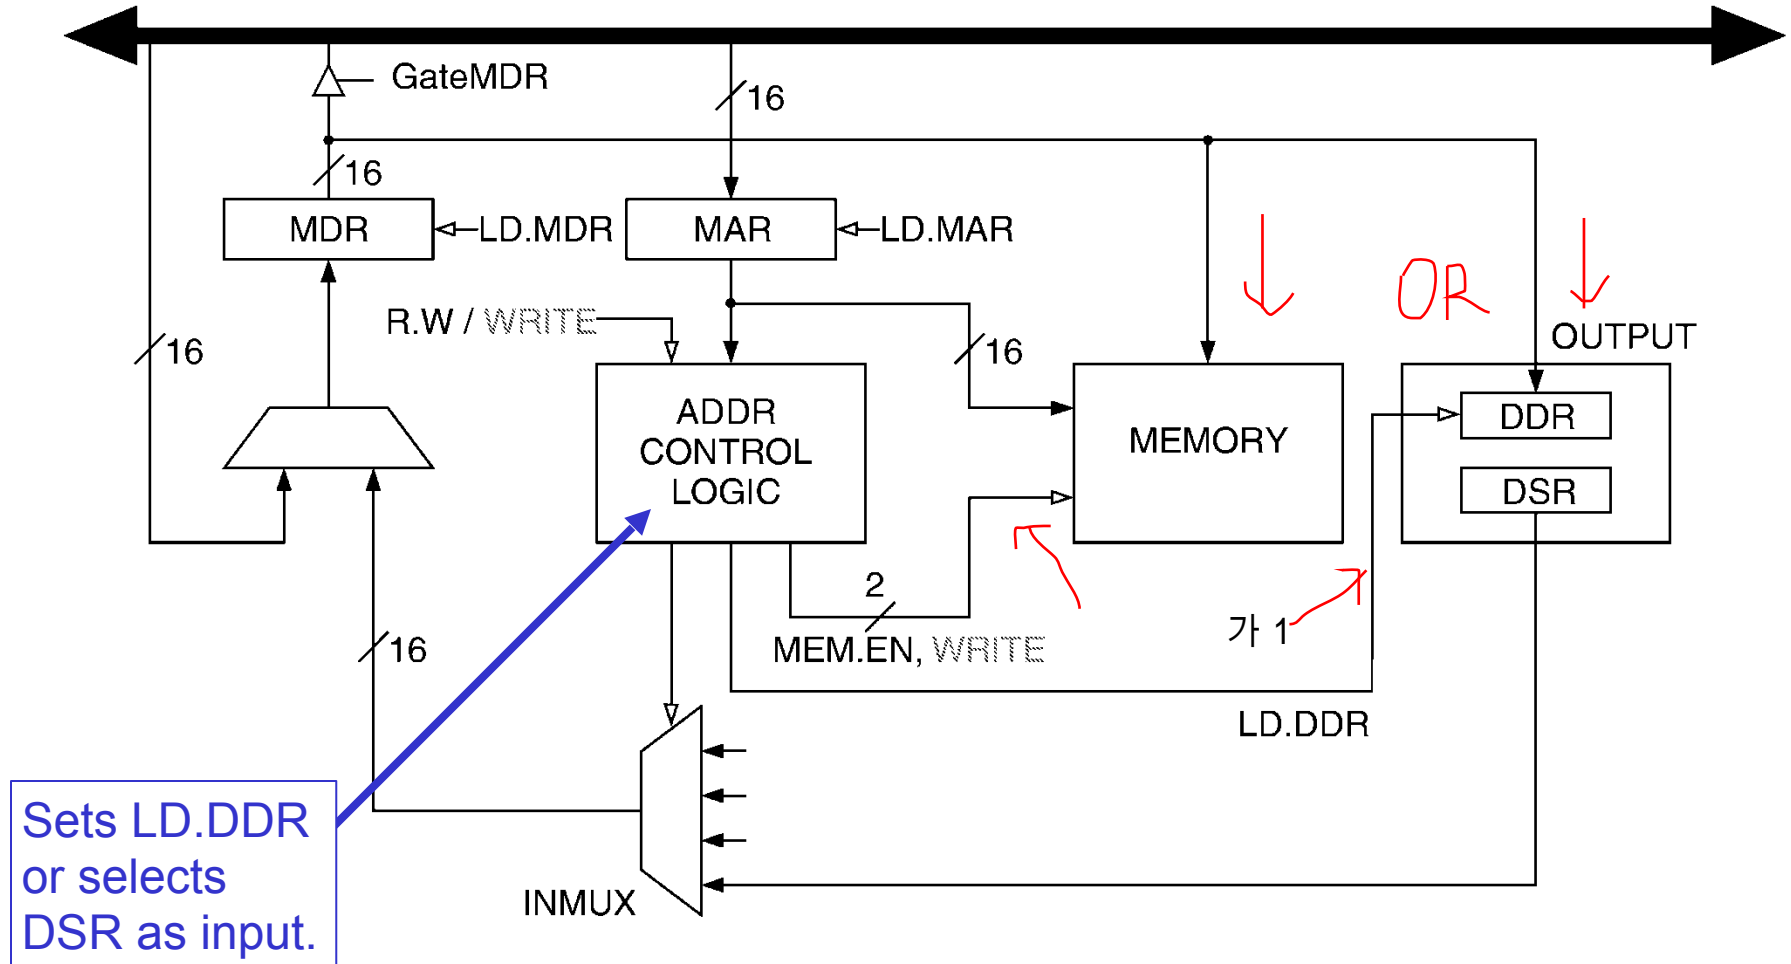 GateMDR
16
16
MDR
LD.MDR
MAR
LD.MAR
OR
R.W / WRITE
OUTPUT
16
16
ADDR
CONTROL
LOGIC
MEMORY
DDR
DSR
2
MEM.EN, WRITE
가 1
16
LD.DDR
Sets LD.DDR
or selects
DSR as input.
INMUX